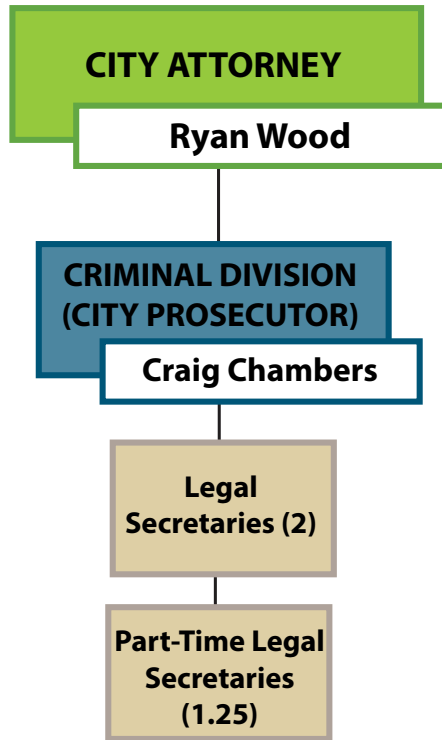 CITY ATTORNEY
Ryan Wood
CRIMINAL DIVISION
(CITY PROSECUTOR)
Craig Chambers
Legal
Secretaries (2)
Part-Time Legal
Secretaries
(1.25)